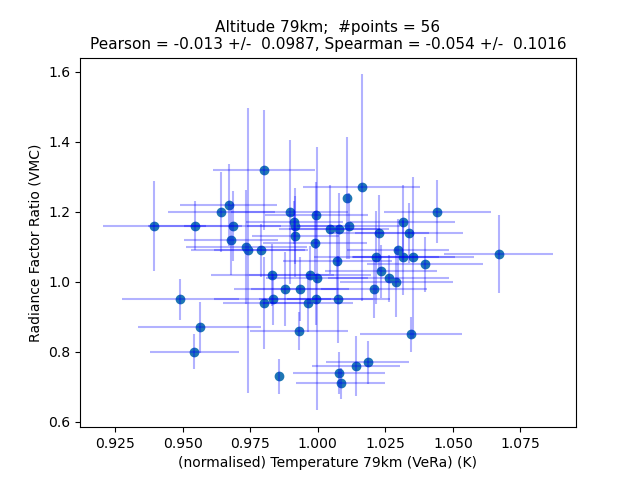 Altitude 79km;  #points = 56
Pearson = -0.013 +/-  0.0987, Spearman = -0.054 +/-  0.1016
1.6
1.4
1.2
1.0
0.8
0.6
Radiance Factor Ratio (VMC)
0.925 0.950 0.975 1.000 1.025 1.050 1.075
(normalised) Temperature 79km (VeRa) (K)